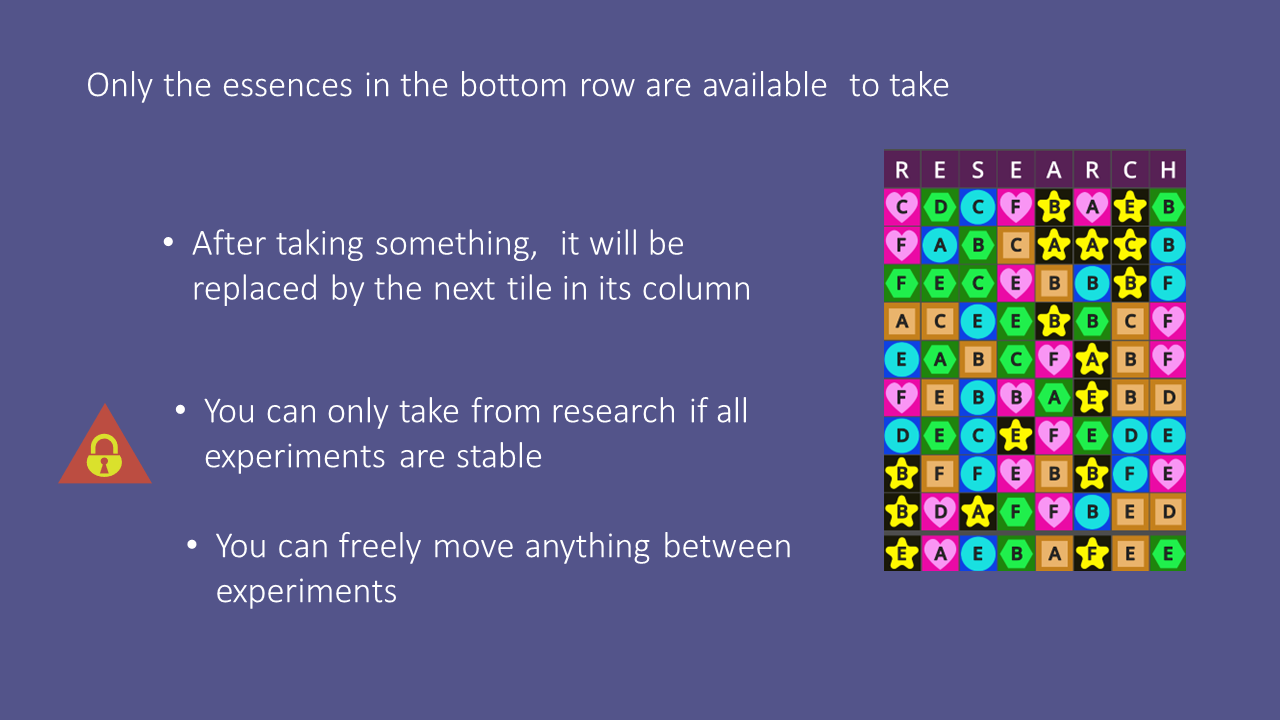 Only the essences in the bottom row are available to take
After taking something, it will be
replaced by the next tile in its column
You can only take from research if all
experiments are stable
You can freely move anything between
experiments
R E S E A R C H
C D C F B A E B
F A B C A A C B
F E C E B B B F
A C E E B B C F
E A B C F A B F
F E B B A E B D
D E C E F E D E
B F F E B B F E
B D A F F B E D
E A E B A F E E